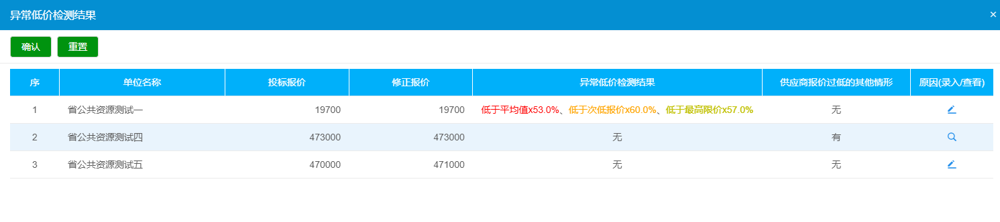 异常低价检测结果 ×
确认 重置
序 单位名称 投标报价 修正报价 异常低价检测结果 供应商报价过低的其他情形 原因(录入/查看)
1 省公共资源测试一 19700 19700 低于平均值x53.0%、低于次低报价x60.0%、低于最高限价x57.0% 无
2 省公共资源测试四 473000 473000 无 有
3 省公共资源测试五 470000 471000 无 无